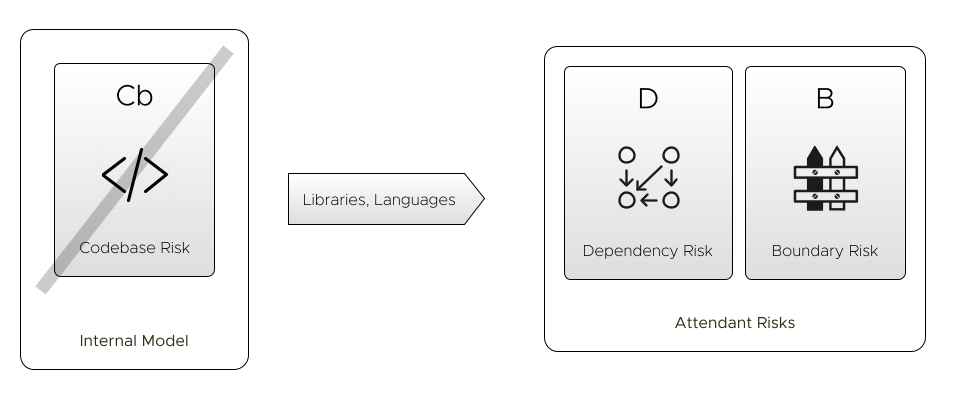 Cb
</>
Codebase Risk
Internal Model
Libraries, Languages
D
Dependency Risk
B
Boundary Risk
Attendant Risks